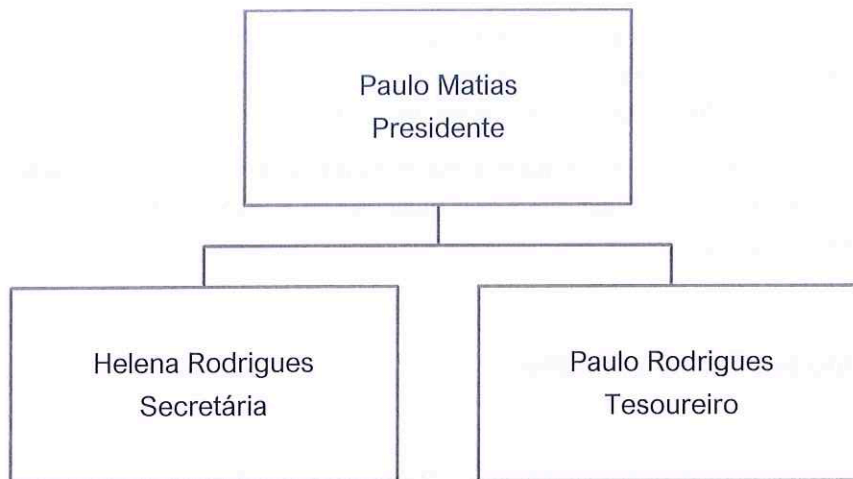 Paulo Matias
Presidente
Helena Rodrigues
Secretária
Paulo Rodrigues
Tesoureiro